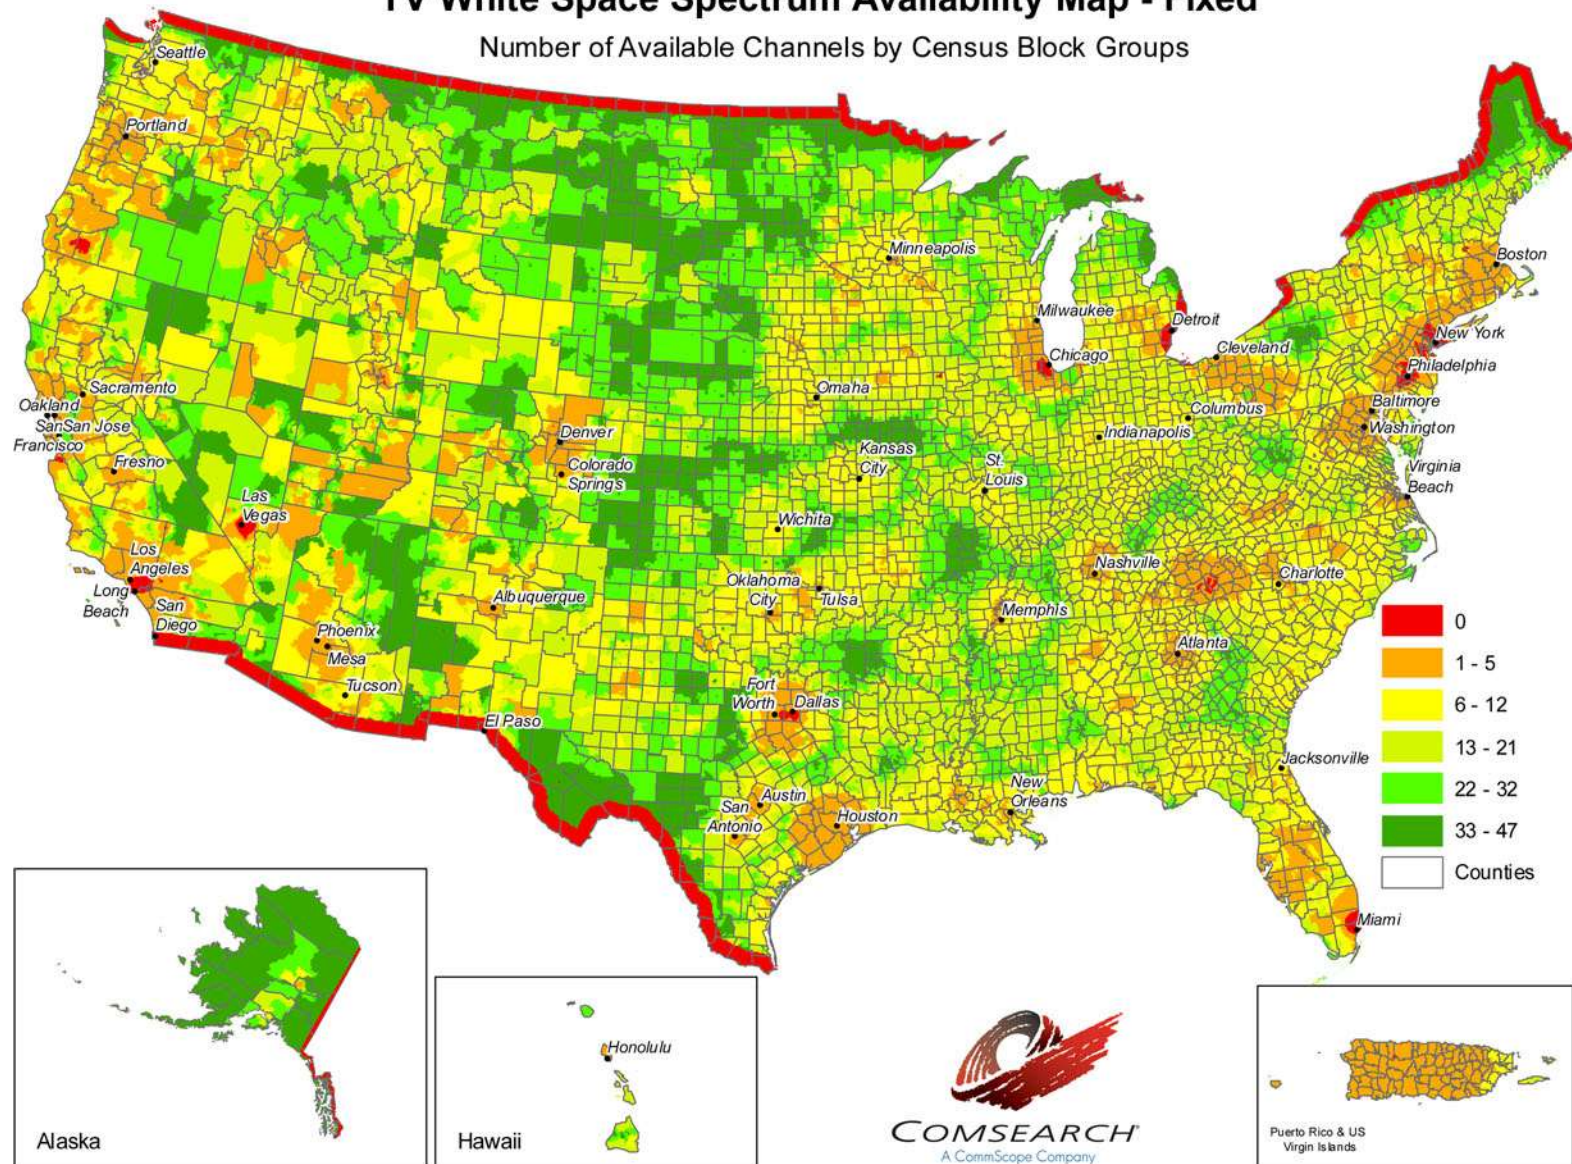 TV White Space Spectrum Availability Map - Fixed
Number of Available Channels by Census Block Groups
Seattle
Portland
Minneapolis
Boston
Milwaukee
Detroit
New York
Cleveland
Chicago
Philadelphia
Sacramento
Omaha
Baltimore
Oakland
Columbus
SanSan Jose
Denver
Washington
Francisco
Indianapolis
Kansas
City
Fresno
Colorado
Springs
St.
Louis
Virginia
Beach
Las
Vegas
Wichita
Los
Angeles
Nashville
Charlotte
Oklahoma
City
Tulsa
Long
Beach
Albuquerque
Memphis
San
Diego
0
Phoenix
Atlanta
Mesa
1 - 5
Tucson
Fort
Worth
Dallas
6 - 12
El Paso
13 - 21
Jacksonville
22 - 32
New
Orleans
Austin
San
Antonio
Houston
33 - 47
Counties
Miami
Honolulu
Alaska
Hawaii
COMSEARCH®
A CommScope Company
Puerto Rico & US
Virgin Islands